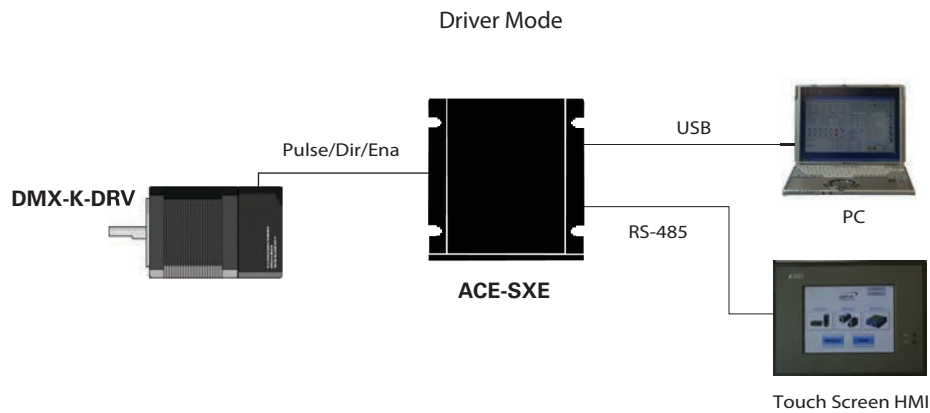 Driver Mode
Pulse/Dir/Ena
USB
DMX-K-DRV
PC
RS-485
ACE-SXE
Touch Screen HMI